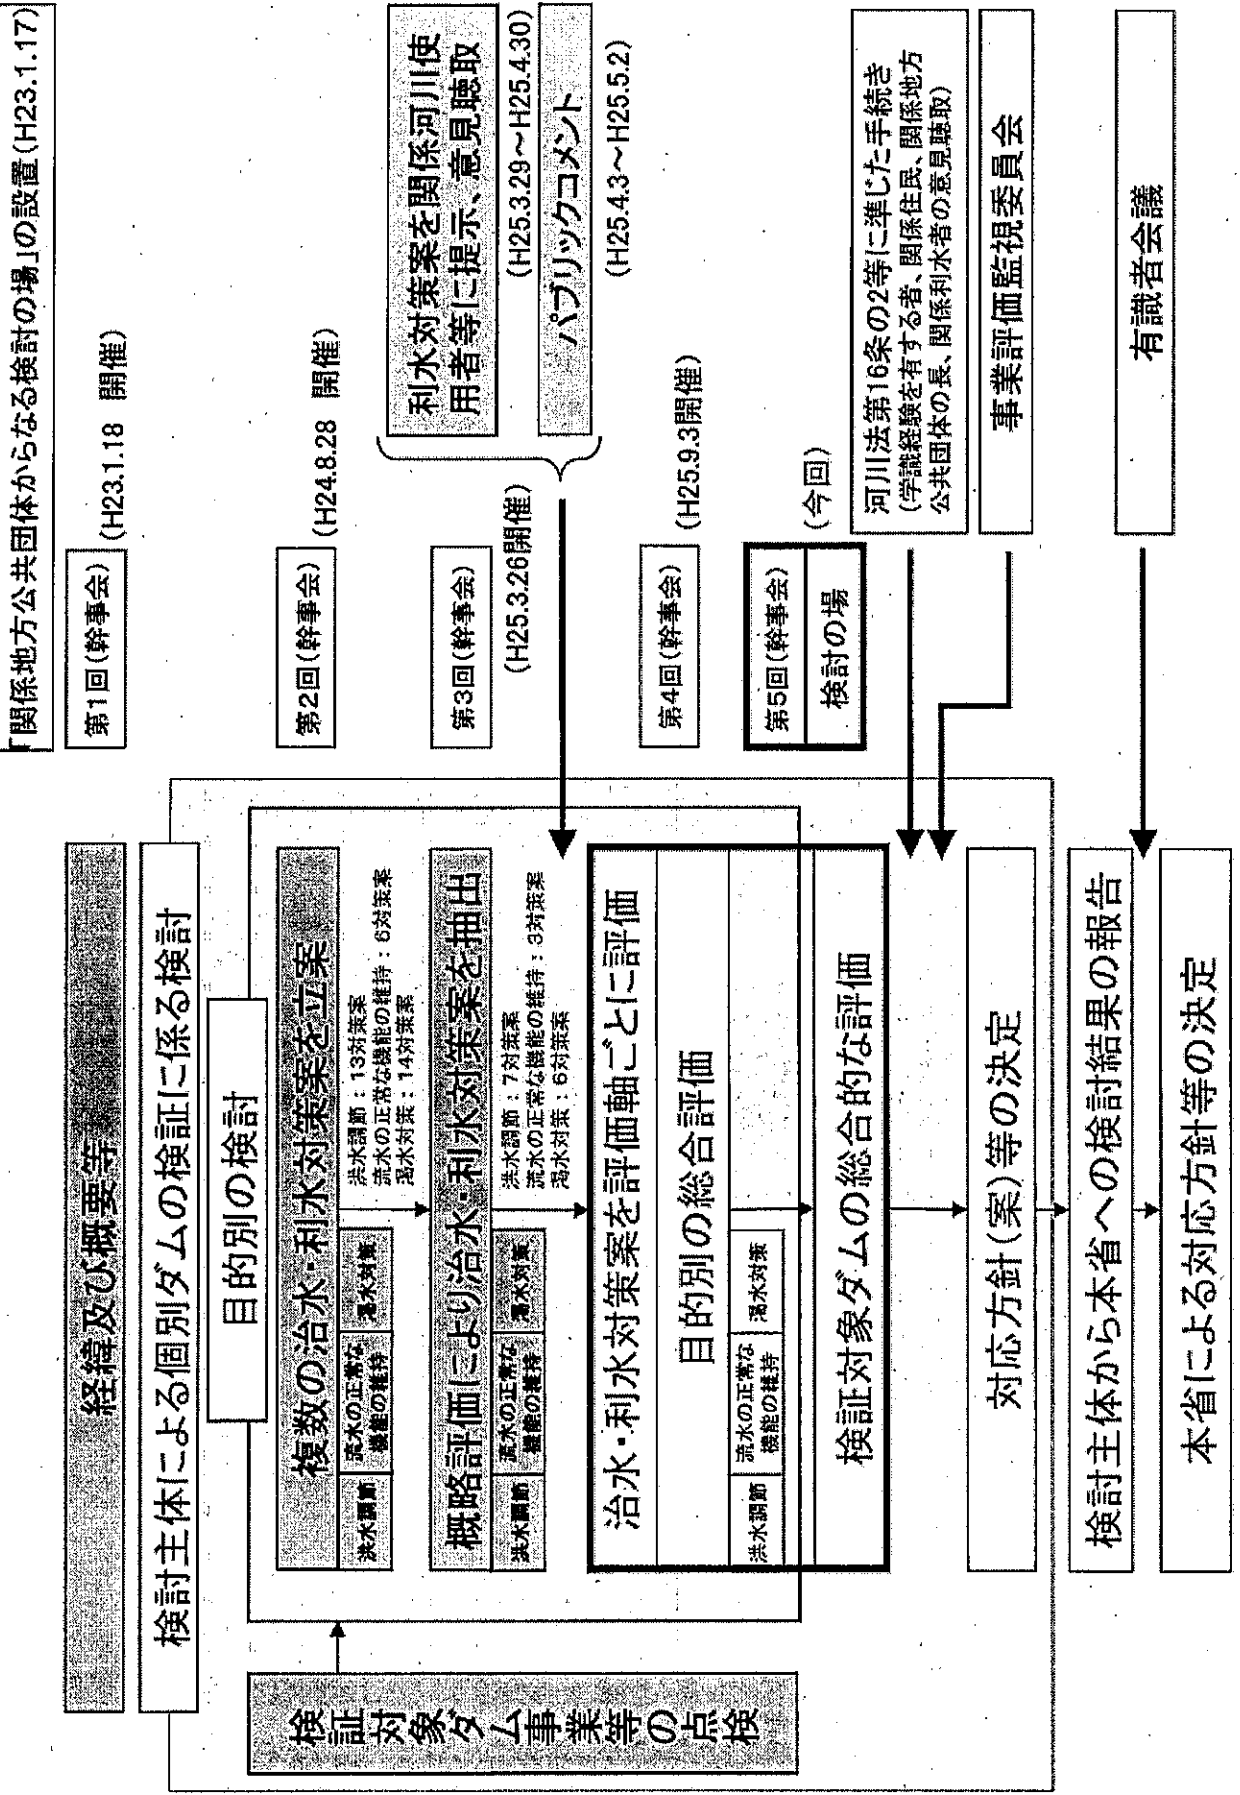 「関係地方公共団体からなる検討の場」の設置(H23.1.17)
経緯及び概要等
検討主体による個別ダムの検証に係る検討
検証対象ダム事業等の点検
目的別の検討
複数の治水・利水対策案を立案
洪水調節
流水の正常な
機能の維持
渇水対策
洪水調節:13対策案
流水の正常な機能の維持:6対策案
渇水対策:14対策案
概略評価により治水・利水対策案を抽出
洪水調節
流水の正常な
機能の維持
渇水対策
洪水調節:7対策案
流水の正常な機能の維持:3対策案
渇水対策:6対策案
治水・利水対策案を評価軸ごとに評価
目的別の総合評価
洪水調節
流水の正常な
機能の維持
渇水対策
検証対象ダムの総合的な評価
対応方針(案)等の決定
検討主体から本省への検討結果の報告
本省による対応方針等の決定
第1回(幹事会)
(H23.1.18 開催)
第2回(幹事会)
(H24.8.28 開催)
第3回(幹事会)
(H25.3.26開催)
利水対策案を関係河川使
用者等に提示、意見聴取
(H25.3.29～H25.4.30)
パブリックコメント
(H25.4.3～H25.5.2)
第4回(幹事会)
(H25.9.3開催)
第5回(幹事会)
検討の場
(今回)
河川法第16条の2等に準じた手続き
(学識経験を有する者、関係住民、関係地方
公共団体の長、関係利水者の意見聴取)
事業評価監視委員会
有識者会議